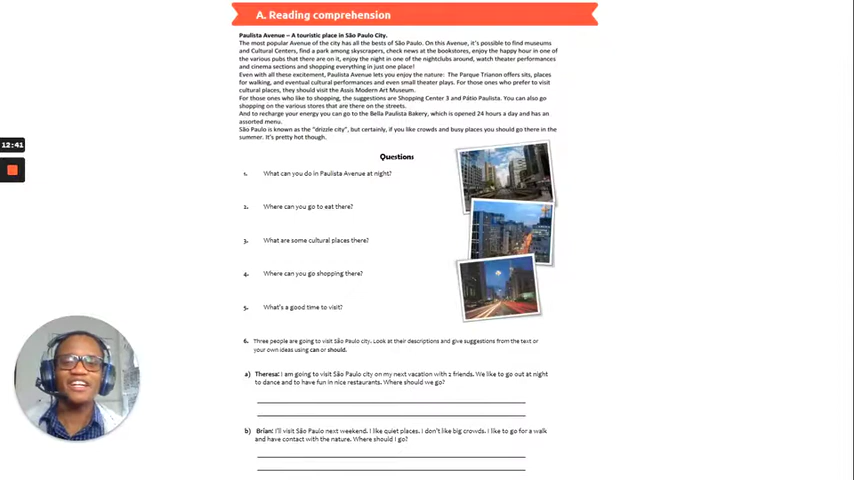 A. Reading comprehension
Paulista Avenue – A touristic place in São Paulo City.
The most popular Avenue of the city has all the bests of São Paulo. On this Avenue, it's possible to find museums
and Cultural Centers, find a park among skyscrapers, check news at the bookstores, enjoy the happy hour in one of
the various pubs that there are on it, enjoy the night in one of the nightclubs around, watch theater performances
and cinema sections and shopping everything in just one place!
Even with all these excitement, Paulista Avenue lets you enjoy the nature: The Parque Trianon offers sits, places
for walking, and eventual cultural performances and even small theater plays. For those ones who prefer to visit
cultural places, they should visit the Assis Modern Art Museum.
For those ones who like to shopping, the suggestions are Shopping Center 3 and Pátio Paulista. You can also go
shopping on the various stores that are there on the streets.
And to recharge your energy you can go to the Bella Paulista Bakery, which is opened 24 hours a day and has an
assorted menu.
São Paulo is known as the "drizzle city", but certainly, if you like crowds and busy places you should go there in the
summer. It's pretty hot though.
12:41
Questions
1. What can you do in Paulista Avenue at night?
2. Where can you go to eat there?
3. What are some cultural places there?
4. Where can you go shopping there?
5. What's a good time to visit?
6. Three people are going to visit São Paulo city. Look at their descriptions and give suggestions from the text or
your own ideas using can or should.
a) Theresa: I am going to visit São Paulo city on my next vacation with 2 friends. We like to go out at night
to dance and to have fun in nice restaurants. Where should we go?
b) Brian: I'll visit São Paulo next weekend. I like quiet places. I don't like big crowds. I like to go for a walk
and have contact with the nature. Where should I go?